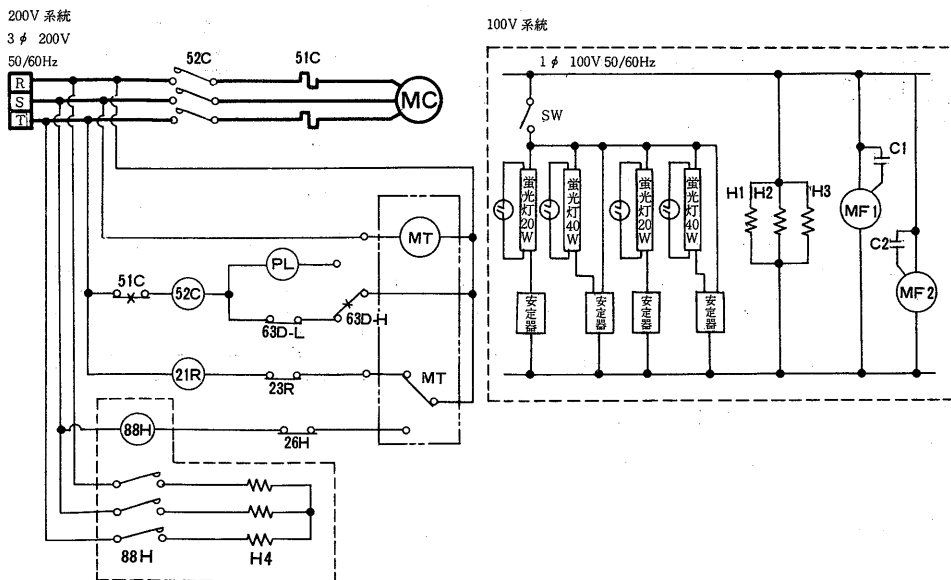 200V 系統
3 φ 200V
50/60Hz
R
S
T
52C
51C
MC
MT
PL
51C
52C
63D-L
63D-H
21R
23R
MT
88H
26H
88H
H4
100V 系統
1 φ 100V 50/60Hz
SW
蛍光灯20W
蛍光灯40W
蛍光灯20W
蛍光灯40W
安定器
安定器
安定器
安定器
H1
H2
H3
C1
MF1
C2
MF2